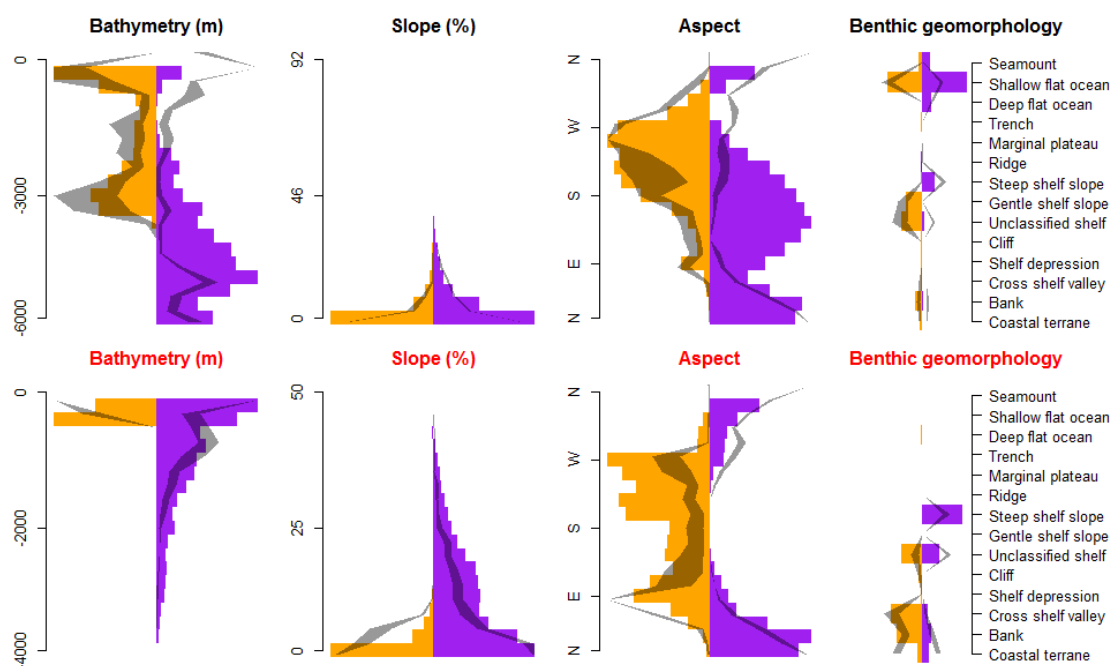 Bathymetry (m)
Slope (%)
Aspect
Benthic geomorphology
0
-3000
-6000
92
46
0
N
W
S
E
N
Seamount
Shallow flat ocean
Deep flat ocean
Trench
Marginal plateau
Ridge
Steep shelf slope
Gentle shelf slope
Unclassified shelf
Cliff
Shelf depression
Cross shelf valley
Bank
Coastal terrane
Bathymetry (m)
Slope (%)
Aspect
Benthic geomorphology
0
-2000
-4000
50
25
0
N
W
S
E
N
Seamount
Shallow flat ocean
Deep flat ocean
Trench
Marginal plateau
Ridge
Steep shelf slope
Gentle shelf slope
Unclassified shelf
Cliff
Shelf depression
Cross shelf valley
Bank
Coastal terrane